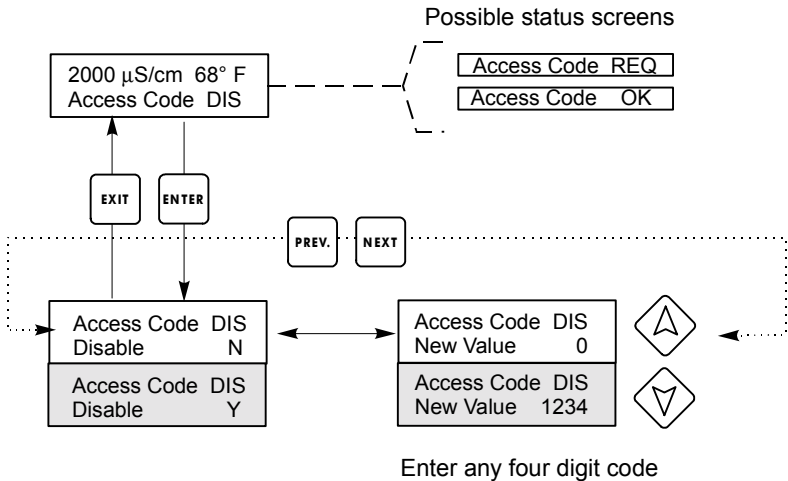 Possible status screens
2000 μS/cm 68° F
Access Code DIS
Access Code REQ
Access Code OK
EXIT
ENTER
PREV.
NEXT
Access Code DIS
Disable N
Access Code DIS
Disable Y
Access Code DIS
New Value 0
Access Code DIS
New Value 1234
Enter any four digit code